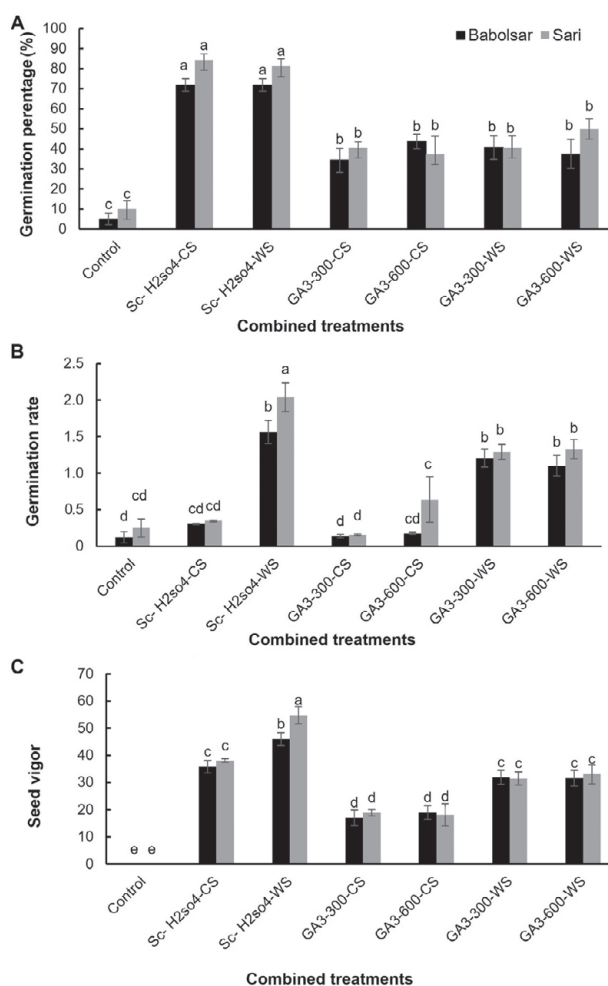 A
Babolsar Sari
Germination perentage (%)
100
90
80
70
60
50
40
30
20
10
0
c c
a a
a a
b b
b b
b b
b b
Control
Sc- H2so4-CS
Sc- H2so4-WS
GA3-300-CS
GA3-600-CS
GA3-300-WS
GA3-600-WS
Combined treatments
B
Germination rate
2.5
2.0
1.5
1.0
0.5
0
d cd
cd cd
b a
d d
cd c
b b
b b
Control
Sc- H2so4-CS
Sc- H2so4-WS
GA3-300-CS
GA3-600-CS
GA3-300-WS
GA3-600-WS
Combined treatments
C
Seed vigor
70
60
50
40
30
20
10
0
e e
c c
b a
d d
d d
c c
c c
Control
Sc- H2so4-CS
Sc- H2so4-WS
GA3-300-CS
GA3-600-CS
GA3-300-WS
GA3-600-WS
Combined treatments